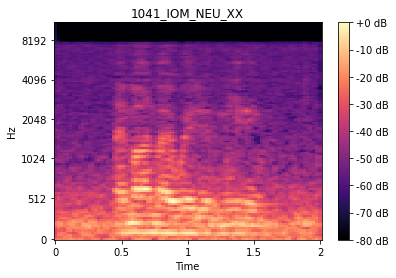 1041_IOM_NEU_XX
Hz
8192
4096
2048
1024
512
0
0
0.5
1
1.5
2
Time
+0 dB
-10 dB
-20 dB
-30 dB
-40 dB
-50 dB
-60 dB
-70 dB
-80 dB